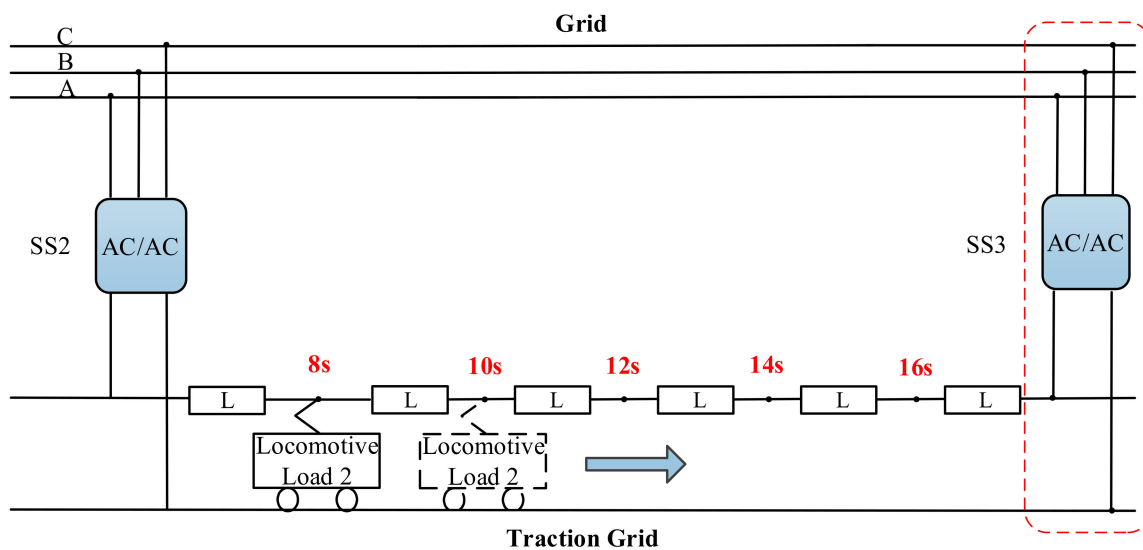 Grid
C
B
A
SS2
AC/AC
SS3
AC/AC
8s
10s
12s
14s
16s
L
L
L
L
L
L
Locomotive
Load 2
Locomotive
Load 2
Traction Grid